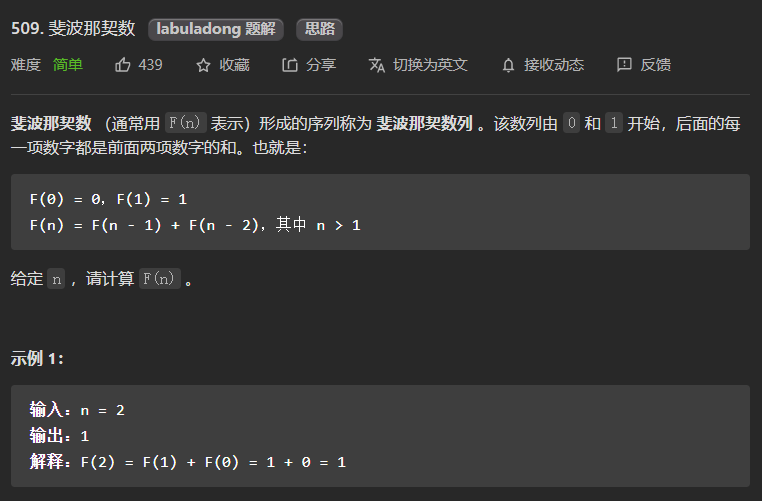 509. 斐波那契数 labuladong 题解 思路
难度 简单 439 收藏 分享 切换为英文 接收动态 反馈
斐波那契数 （通常用 F(n) 表示）形成的序列称为 斐波那契数列 。该数列由 0 和 1 开始，后面的每
一项数字都是前面两项数字的和。也就是：
F(0) = 0，F(1) = 1
F(n) = F(n - 1) + F(n - 2)，其中 n > 1
给定 n ，请计算 F(n) 。
示例 1：
输入：n = 2
输出：1
解释：F(2) = F(1) + F(0) = 1 + 0 = 1